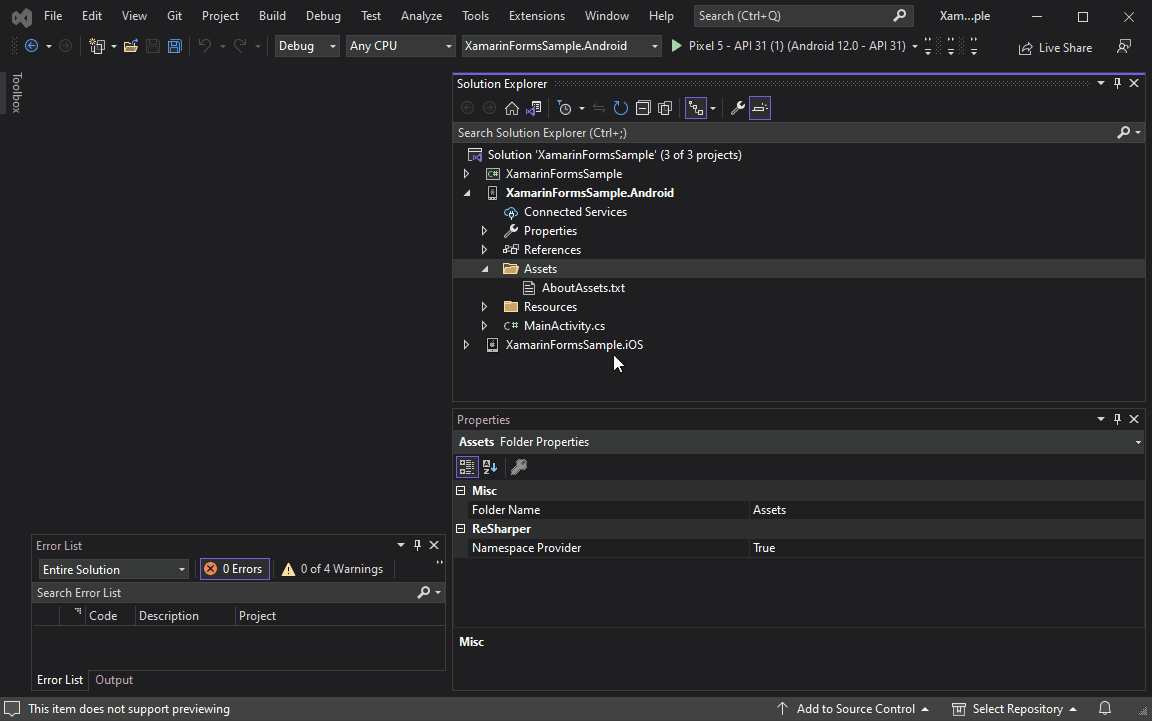 File Edit View Git Project Build Debug Test Analyze Tools Extensions Window Help Search (Ctrl+Q) Xam...ple
Debug Any CPU XamarinFormsSample.Android Pixel 5 - API 31 (1) (Android 12.0 - API 31) Live Share
Toolbox
Solution Explorer
Search Solution Explorer (Ctrl+;)
Solution 'XamarinFormsSample' (3 of 3 projects)
C# XamarinFormsSample
XamarinFormsSample.Android
Connected Services
Properties
References
Assets
AboutAssets.txt
Resources
C# MainActivity.cs
XamarinFormsSample.iOS
Properties
Assets Folder Properties
Misc
Folder Name Assets
ReSharper
Namespace Provider True
Misc
Error List
Entire Solution 0 Errors 0 of 4 Warnings
Search Error List
Code Description Project
Error List Output
This item does not support previewing Add to Source Control Select Repository